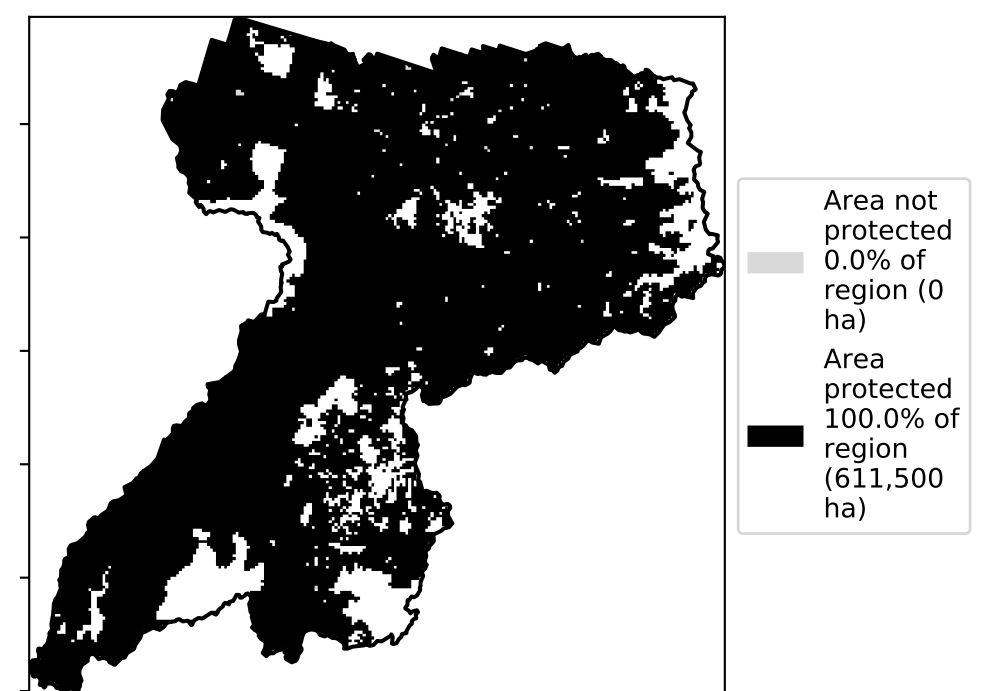 Area not
protected
0.0% of
region (0
ha)
Area
protected
100.0% of
region
(611,500
ha)